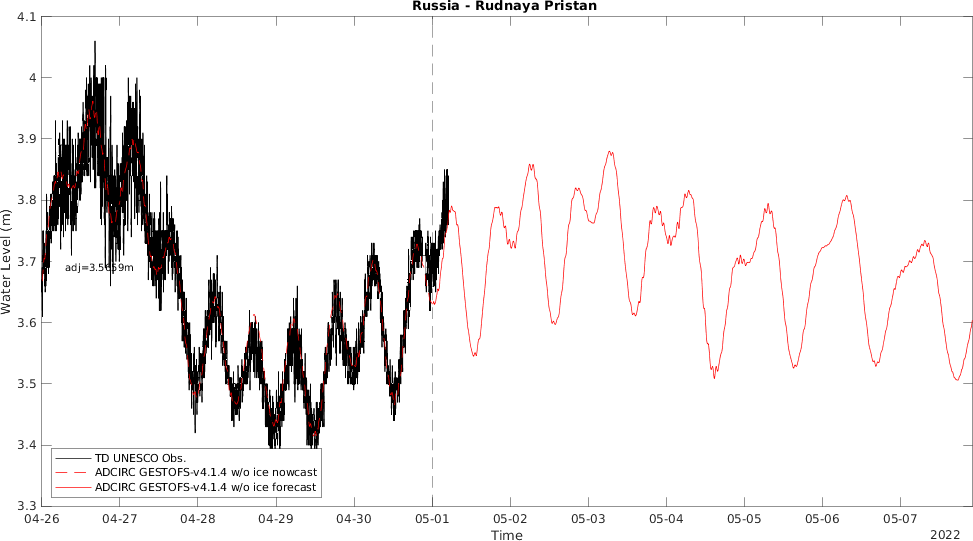 Russia - Rudnaya Pristan
4.1
4
3.9
3.8
3.7
3.6
3.5
3.4
3.3
Water Level (m)
adj=3.5659m
TD UNESCO Obs.
ADCIRC GESTOFS-v4.1.4 w/o ice nowcast
ADCIRC GESTOFS-v4.1.4 w/o ice forecast
04-26 04-27 04-28 04-29 04-30 05-01 05-02 05-03 05-04 05-05 05-06 05-07
Time
2022